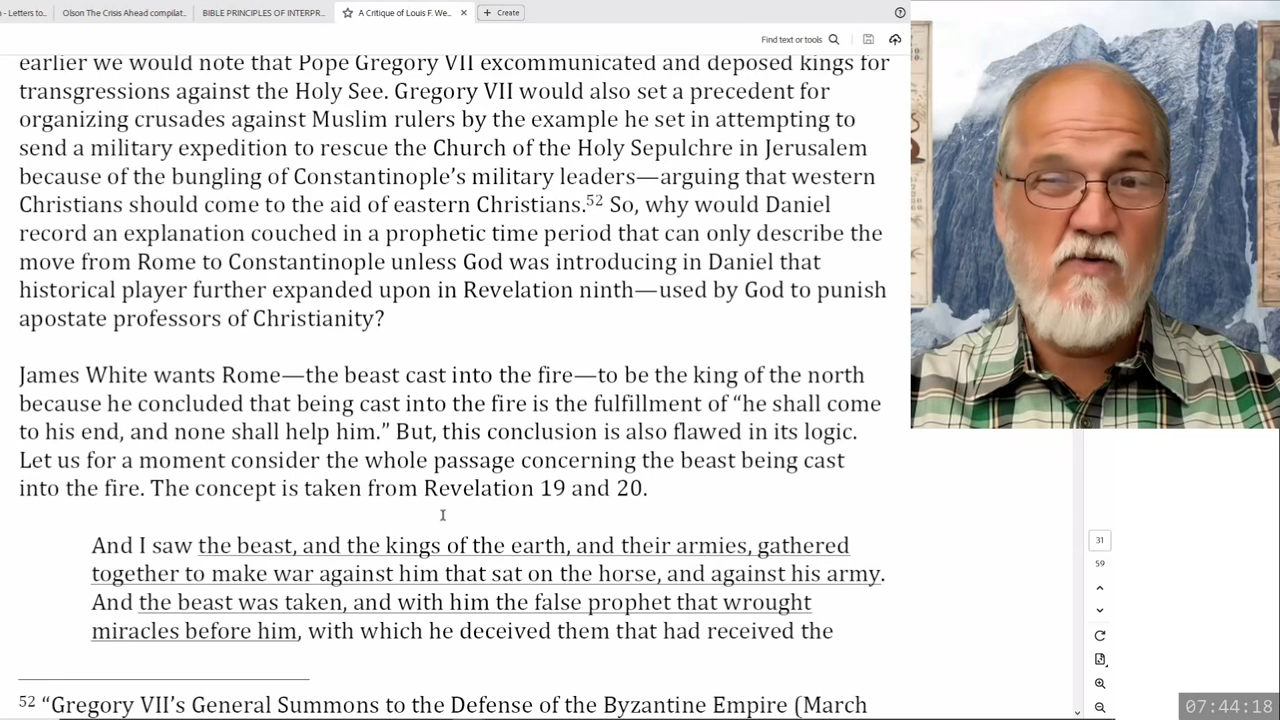 - Letters to...
Olson The Crisis Ahead compilat...
BIBLE PRINCIPLES OF INTERPR...
A Critique of Louis F. We...
Create
Find text or tools
earlier we would note that Pope Gregory VII excommunicated and deposed kings for
transgressions against the Holy See. Gregory VII would also set a precedent for
organizing crusades against Muslim rulers by the example he set in attempting to
send a military expedition to rescue the Church of the Holy Sepulchre in Jerusalem
because of the bungling of Constantinople’s military leaders—arguing that western
Christians should come to the aid of eastern Christians.52 So, why would Daniel
record an explanation couched in a prophetic time period that can only describe the
move from Rome to Constantinople unless God was introducing in Daniel that
historical player further expanded upon in Revelation ninth—used by God to punish
apostate professors of Christianity?
James White wants Rome—the beast cast into the fire—to be the king of the north
because he concluded that being cast into the fire is the fulfillment of “he shall come
to his end, and none shall help him.” But, this conclusion is also flawed in its logic.
Let us for a moment consider the whole passage concerning the beast being cast
into the fire. The concept is taken from Revelation 19 and 20.
And I saw the beast, and the kings of the earth, and their armies, gathered
together to make war against him that sat on the horse, and against his army.
And the beast was taken, and with him the false prophet that wrought
miracles before him, with which he deceived them that had received the
52 “Gregory VII’s General Summons to the Defense of the Byzantine Empire (March
31
59
07:44:18